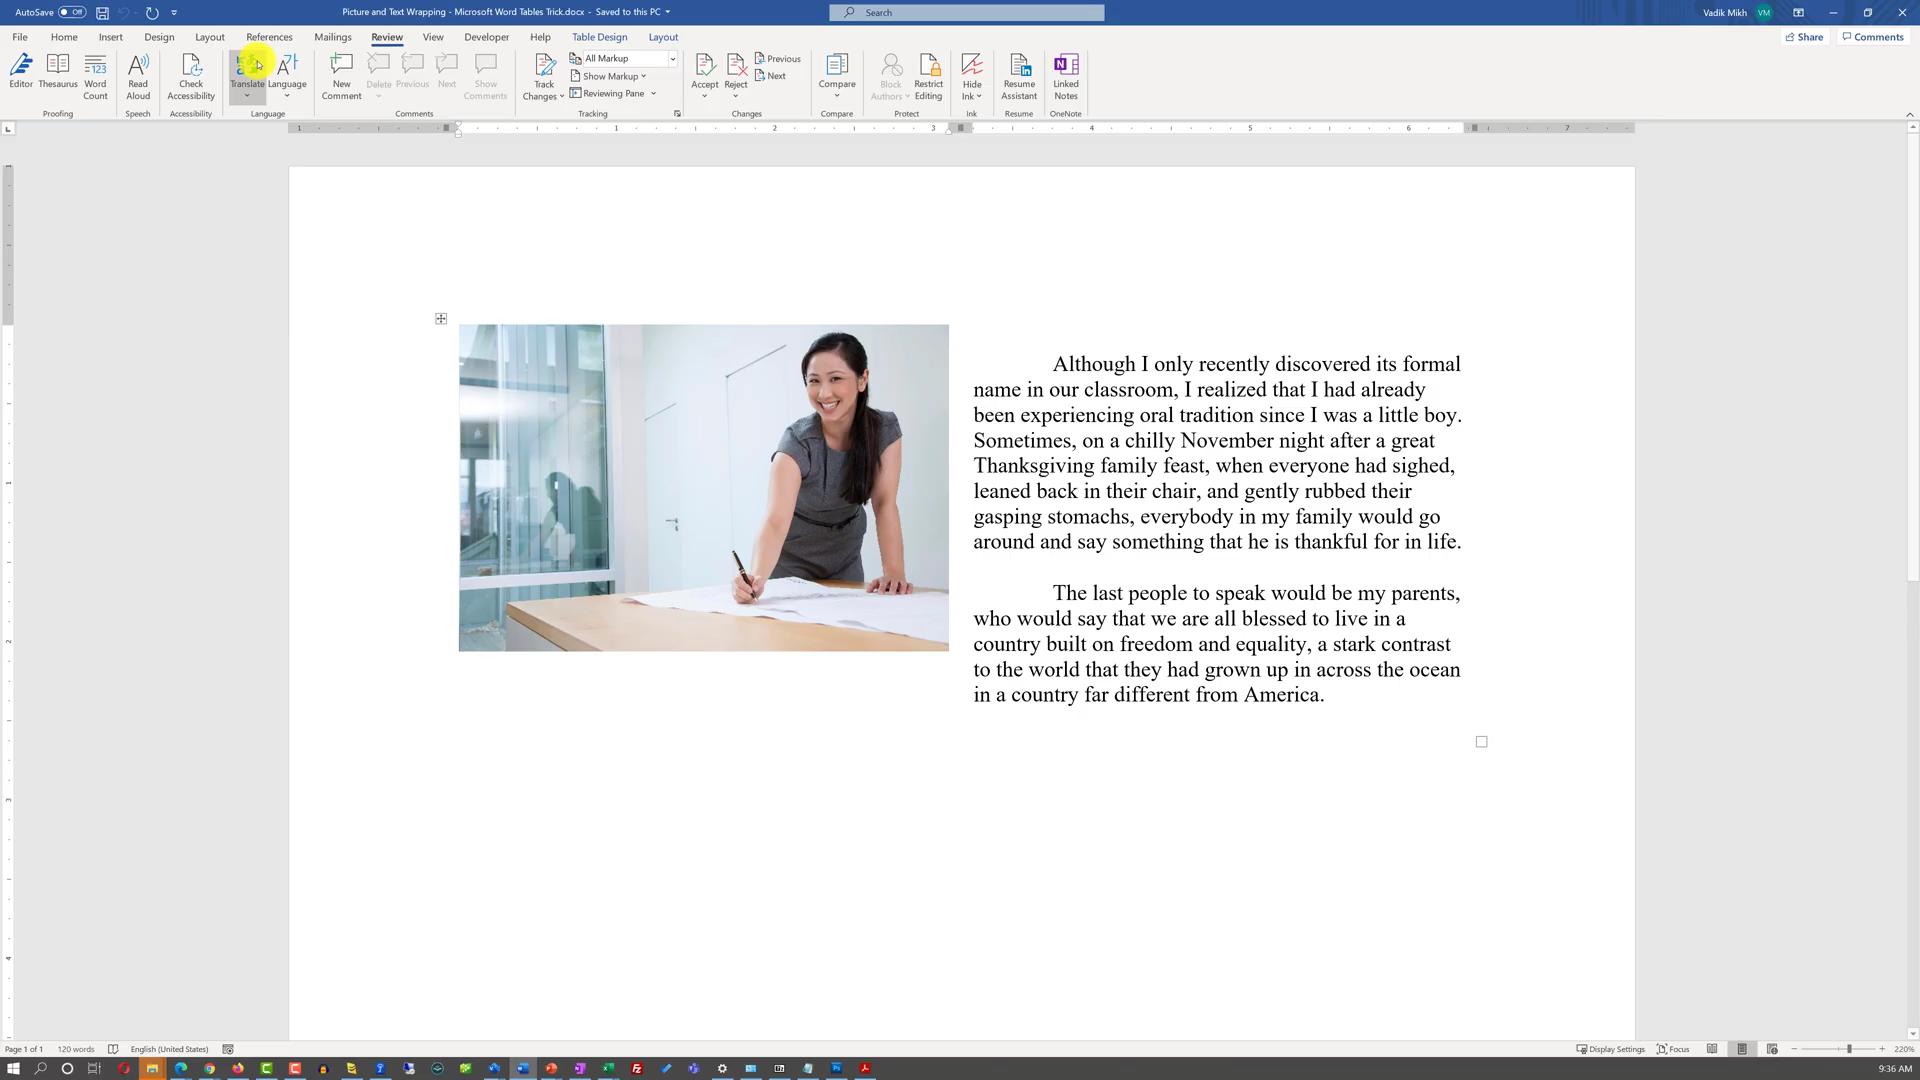 AutoSave Off
Picture and Text Wrapping - Microsoft Word Tables Trick.docx - Saved to this PC
Search
Vadik Mikh VM
File Home Insert Design Layout References Mailings Review View Developer Help Table Design Layout
Share Comments
Editor
Thesaurus
Word Count
Proofing
Read Aloud
Speech
Check Accessibility
Accessibility
Translate
Language
Language
New Comment
Delete
Previous
Next
Show Comments
Comments
Track Changes
All Markup
Show Markup
Reviewing Pane
Tracking
Accept
Reject
Previous
Next
Changes
Compare
Compare
Block Authors
Restrict Editing
Protect
Hide Ink
Ink
Resume Assistant
Resume
Linked Notes
OneNote
1 1 2 3 4 5 6 7
Although I only recently discovered its formal
name in our classroom, I realized that I had already
been experiencing oral tradition since I was a little boy.
Sometimes, on a chilly November night after a great
Thanksgiving family feast, when everyone had sighed,
leaned back in their chair, and gently rubbed their
gasping stomachs, everybody in my family would go
around and say something that he is thankful for in life.
The last people to speak would be my parents,
who would say that we are all blessed to live in a
country built on freedom and equality, a stark contrast
to the world that they had grown up in across the ocean
in a country far different from America.
Page 1 of 1 120 words English (United States) Display Settings Focus 220%
9:36 AM